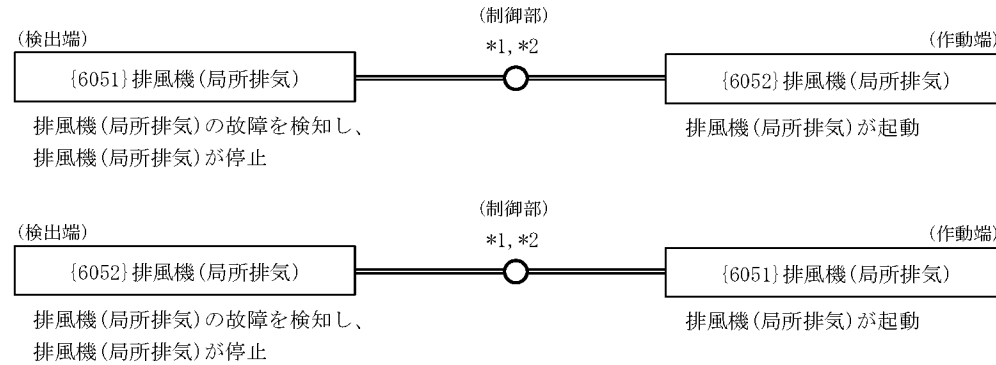 (制御部)
(検出端)
*1, *2
(作動端)
{6051}排風機(局所排気)
{6052}排風機(局所排気)
排風機(局所排気)の故障を検知し、
排風機(局所排気)が停止
排風機(局所排気)が起動
(制御部)
(検出端)
*1, *2
(作動端)
{6052}排風機(局所排気)
{6051}排風機(局所排気)
排風機(局所排気)の故障を検知し、
排風機(局所排気)が停止
排風機(局所排気)が起動